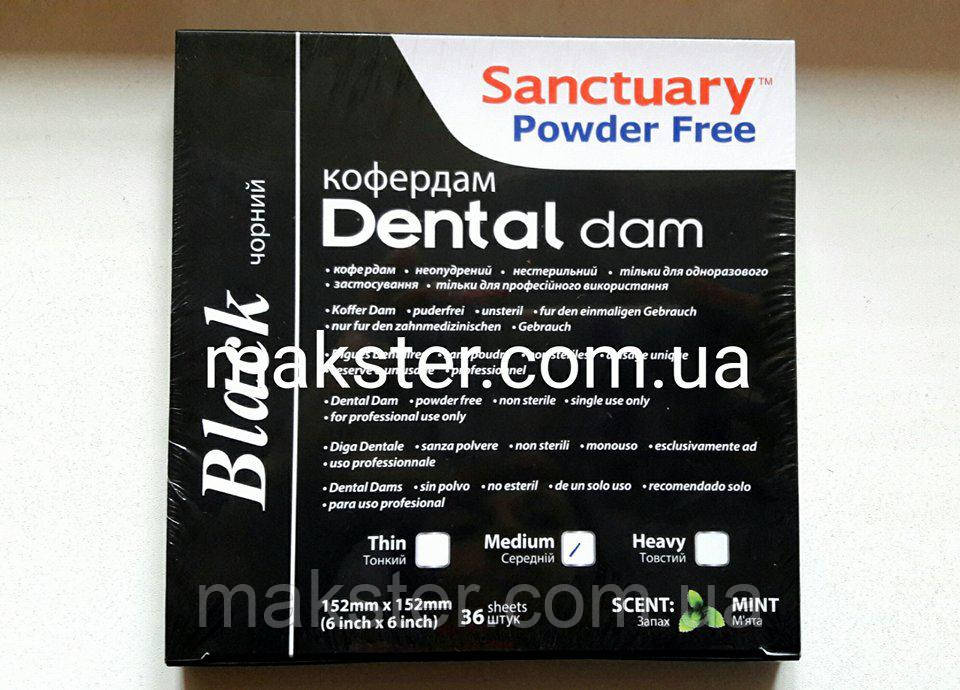 Sanctuary™
Powder Free
Black
чорний
кофердам
Dental dam
• кофердам • неопудрений • нестерильний • тільки для одноразового
• застосування • тільки для професійного використання
• Koffer Dam • puderfrei • unsteril • fur den einmaligen Gebrauch
• nur fur den zahnmedizinischen • Gebrauch
makster.com.ua
• Dental Dam • powder free • non sterile • single use only
• for professional use only
• Diga Dentale • sanza polvere • non sterili • monouso • esclusivamente ad
• uso professionnale
• Dental Dams • sin polvo • no esteril • de un solo uso • recomendado solo
• para uso profesional
Thin Medium Heavy
Тонкий Середній Товстий
makster.com.ua
152mm x 152mm
(6 inch x 6 inch)
36 sheets
штук
SCENT: MINT
Запах М'ята